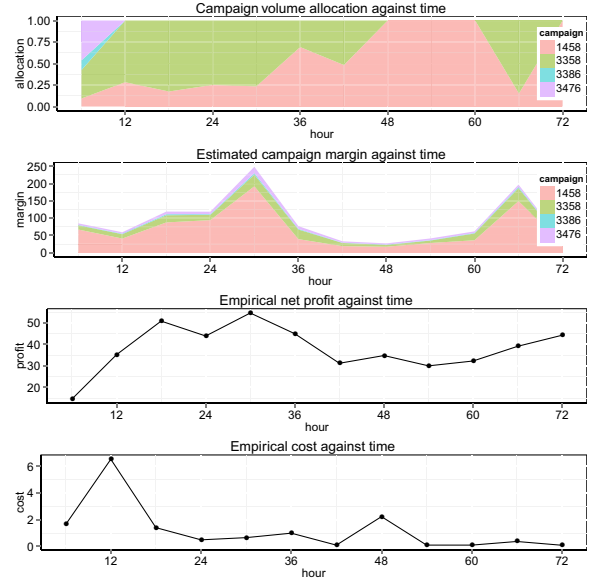 Campaign volume allocation against time
allocation
1.00
0.75
0.50
0.25
0.00
campaign
1458
3358
3386
3476
12 24 36 48 60 72
hour
Estimated campaign margin against time
margin
250
200
150
100
50
0
campaign
1458
3358
3386
3476
12 24 36 48 60 72
hour
Empirical net profit against time
profit
50
40
30
20
12 24 36 48 60 72
hour
Empirical cost against time
cost
6
4
2
0
12 24 36 48 60 72
hour